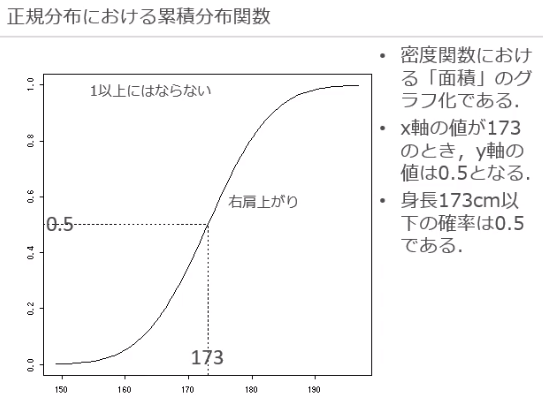 正規分布における累積分布関数
1以上にはならない
右肩上がり
0.5
173
0.0
0.2
0.4
0.6
0.8
1.0
150 160 170 180 190
• 密度関数におけ
る「面積」のグ
ラフ化である．
• x軸の値が173
のとき，y軸の
値は0.5となる．
• 身長173cm以
下の確率は0.5
である．